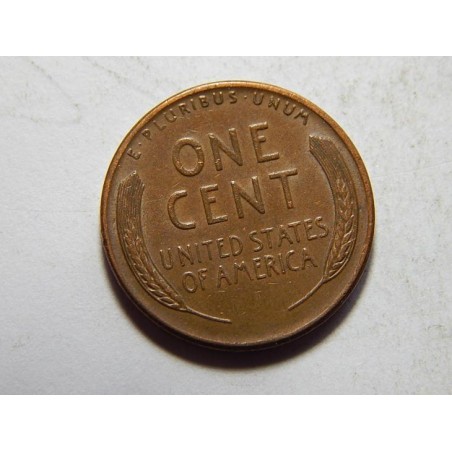 E·PLURIBUS·UNUM
ONE
CENT
UNITED STATES
OF AMERICA